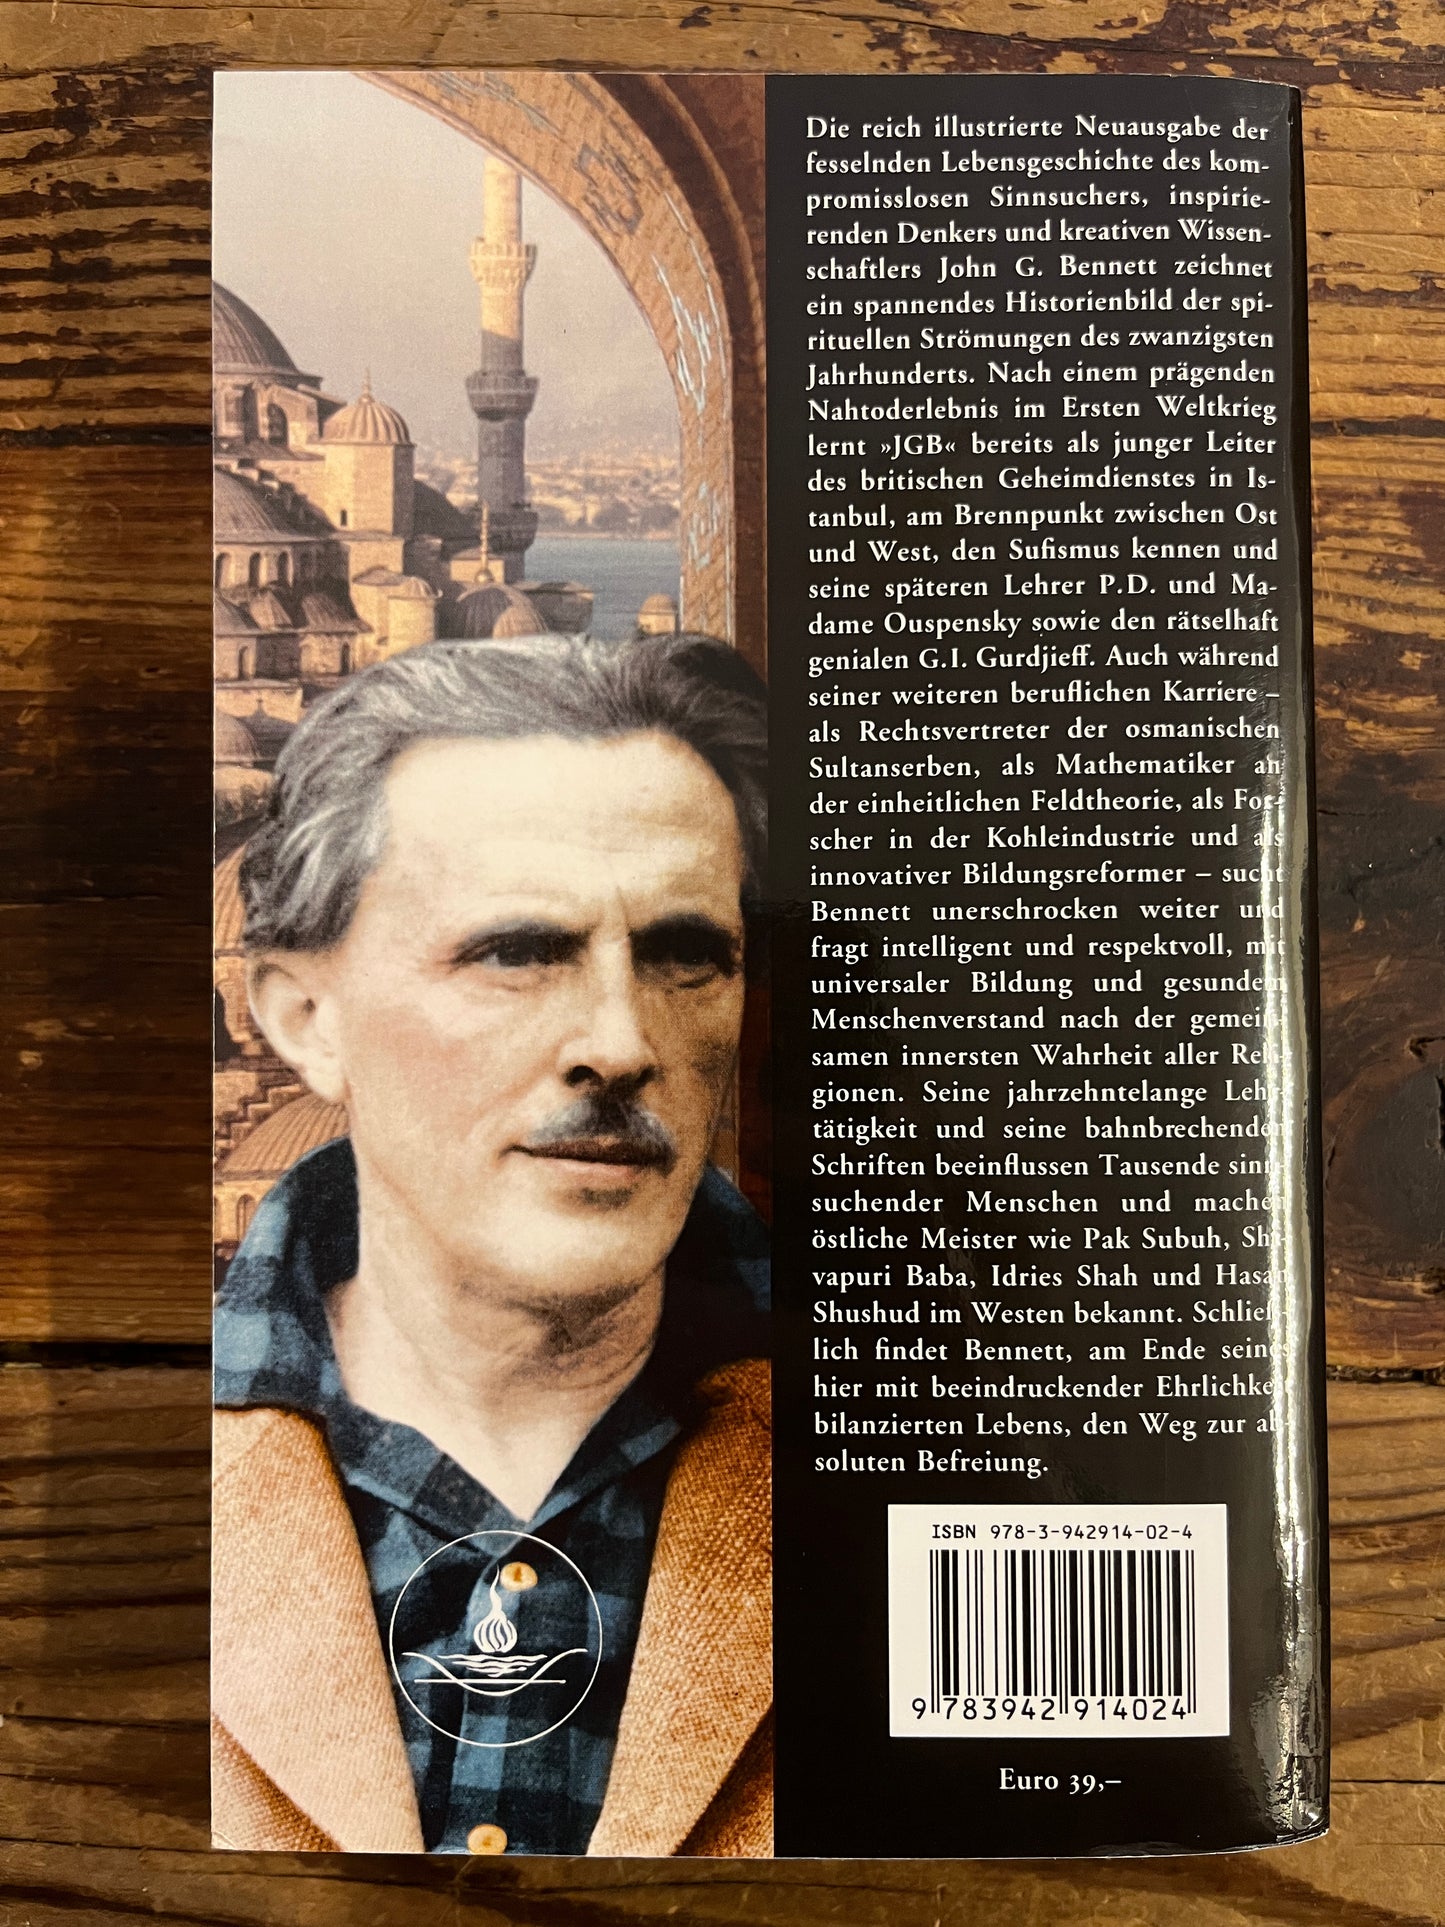 Die reich illustrierte Neuausgabe der
fesselnden Lebensgeschichte des kom-
promisslosen Sinnsuchers, inspirie-
renden Denkers und kreativen Wissen-
schaftlers John G. Bennett zeichnet
ein spannendes Historienbild der spi-
rituellen Strömungen des zwanzigsten
Jahrhunderts. Nach einem prägenden
Nahtoderlebnis im Ersten Weltkrieg
lernt »JGB« bereits als junger Leiter
des britischen Geheimdienstes in Is-
tanbul, am Brennpunkt zwischen Ost
und West, den Sufismus kennen und
seine späteren Lehrer P.D. und Ma-
dame Ouspensky sowie den rätselhaft
genialen G.I. Gurdjieff. Auch während
seiner weiteren beruflichen Karriere –
als Rechtsvertreter der osmanischen
Sultanserben, als Mathematiker an
der einheitlichen Feldtheorie, als For-
scher in der Kohleindustrie und als
innovativer Bildungsreformer – sucht
Bennett unerschrocken weiter und
fragt intelligent und respektvoll, mit
universaler Bildung und gesundem
Menschenverstand nach der gemein-
samen innersten Wahrheit aller Reli-
gionen. Seine jahrzehntelange Lehr-
tätigkeit und seine bahnbrechenden
Schriften beeinflussen Tausende sinn-
suchender Menschen und machen
östliche Meister wie Pak Subuh, Shi-
vapuri Baba, Idries Shah und Hasan
Shushud im Westen bekannt. Schließ-
lich findet Bennett, am Ende seines
hier mit beeindruckender Ehrlichkeit
bilanzierten Lebens, den Weg zur ab-
soluten Befreiung.
ISBN 978-3-942914-02-4
9 783942 914024
Euro 39,–